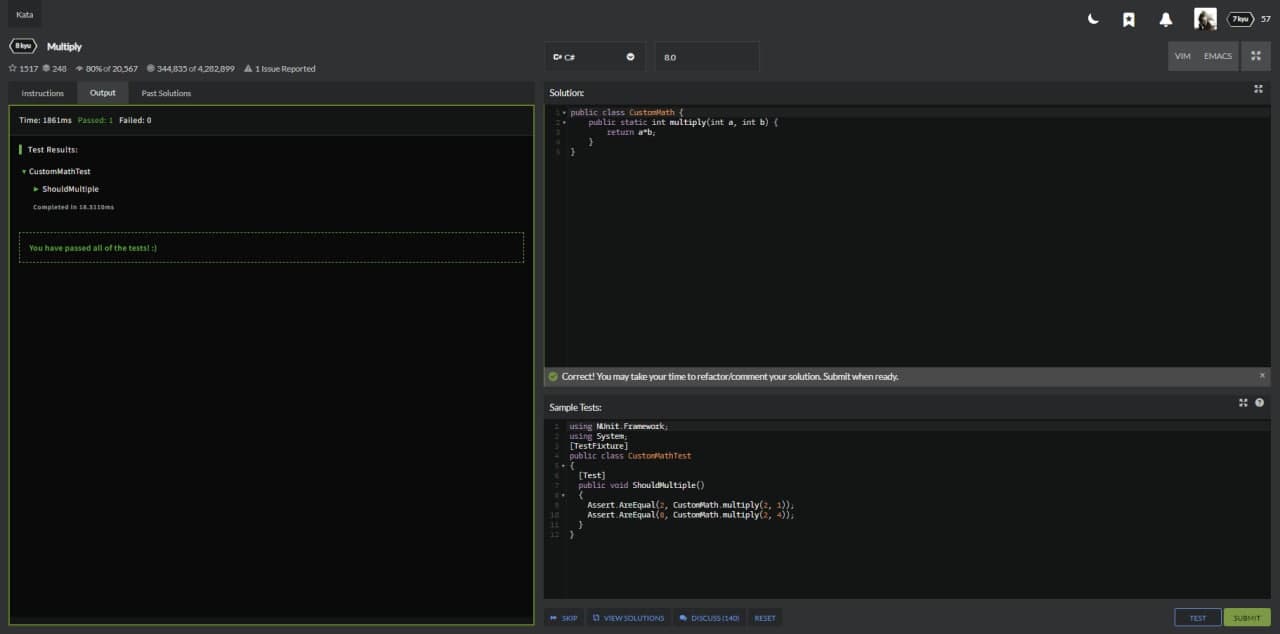 Kata
7 kyu 57
8 kyu Multiply
1517 248 80% of 20,567 344,835 of 4,282,899 1 Issue Reported
C# 8.0
VIM EMACS
Instructions Output Past Solutions
Time: 1861ms Passed: 1 Failed: 0
Test Results:
CustomMathTest
ShouldMultiple
Completed in 18.5110ms
You have passed all of the tests! :)
Solution:
1 public class CustomMath {
2 public static int multiply(int a, int b) {
3 return a*b;
4 }
5 }
Correct! You may take your time to refactor/comment your solution. Submit when ready.
Sample Tests:
1 using NUnit.Framework;
2 using System;
3 [TestFixture]
4 public class CustomMathTest
5 {
6 [Test]
7 public void ShouldMultiple()
8 {
9 Assert.AreEqual(2, CustomMath.multiply(2, 1));
10 Assert.AreEqual(8, CustomMath.multiply(2, 4));
11 }
12 }
SKIP VIEW SOLUTIONS DISCUSS (140) RESET
TEST SUBMIT